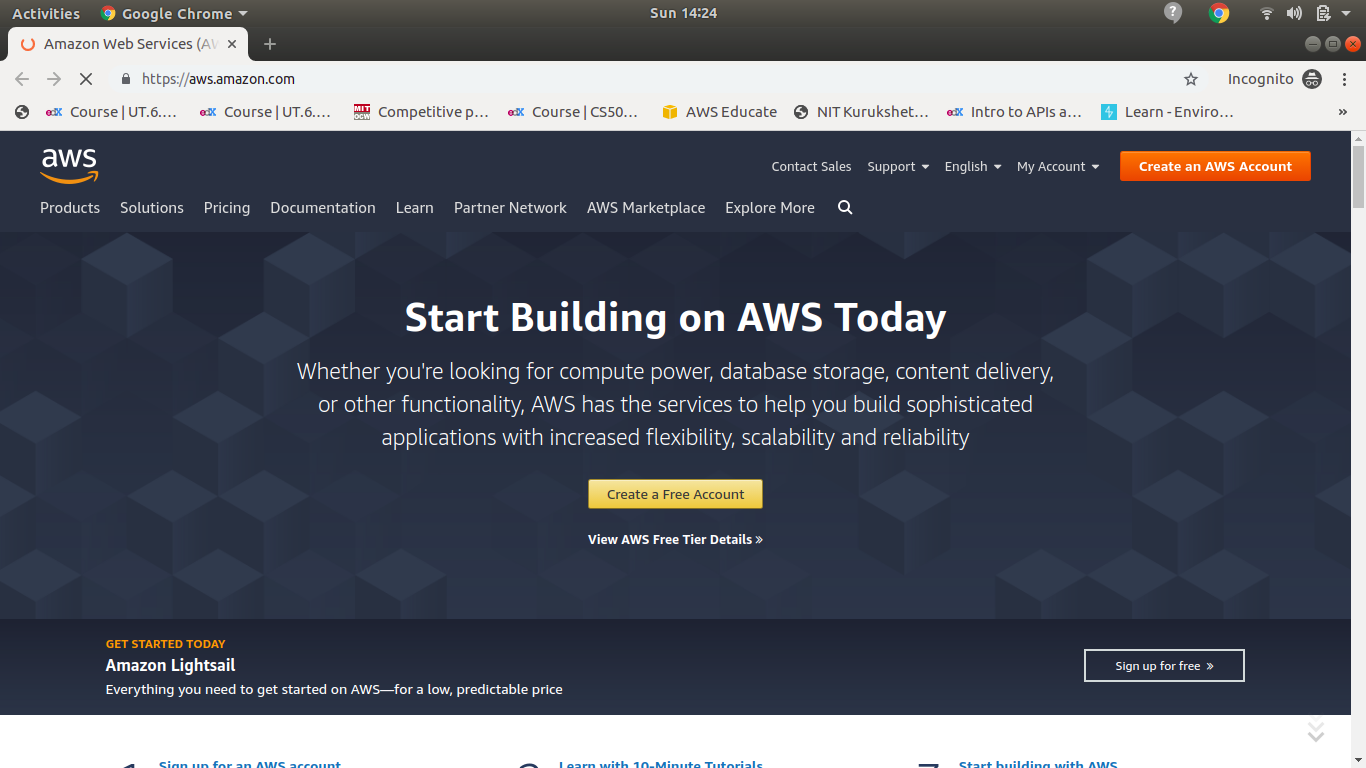 Activities Google Chrome Sun 14:24
Amazon Web Services (AW
https://aws.amazon.com Incognito
Course | UT.6.... Course | UT.6.... MIT OCW Competitive p... Course | CS50... AWS Educate NIT Kurukshet... Intro to APIs a... Learn - Enviro... »
aws
Contact Sales Support English My Account Create an AWS Account
Products Solutions Pricing Documentation Learn Partner Network AWS Marketplace Explore More
Start Building on AWS Today
Whether you're looking for compute power, database storage, content delivery,
or other functionality, AWS has the services to help you build sophisticated
applications with increased flexibility, scalability and reliability
Create a Free Account
View AWS Free Tier Details »
GET STARTED TODAY
Amazon Lightsail
Everything you need to get started on AWS—for a low, predictable price
Sign up for free »
Sign up for an AWS account Learn with 10-Minute Tutorials Start building with AWS